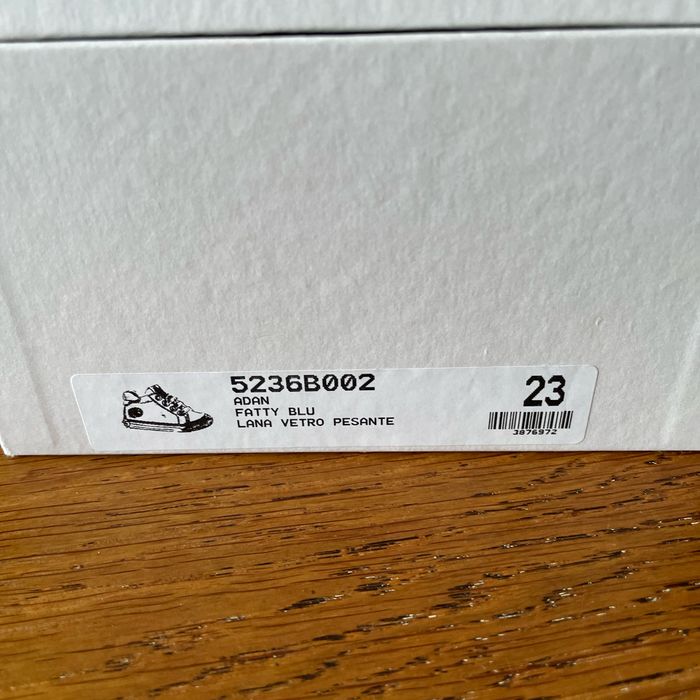 5236B002
ADAN
FATTY BLU
LANA VETRO PESANTE
23
3876972